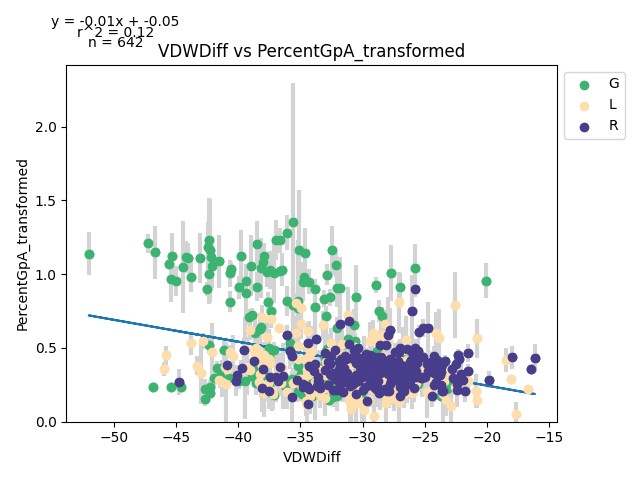 y = -0.01x + -0.05
r^2 = 0.12
n = 642
VDWDiff vs PercentGpA_transformed
G
L
R
PercentGpA_transformed
2.0
1.5
1.0
0.5
0.0
−50
−45
−40
−35
−30
−25
−20
−15
VDWDiff